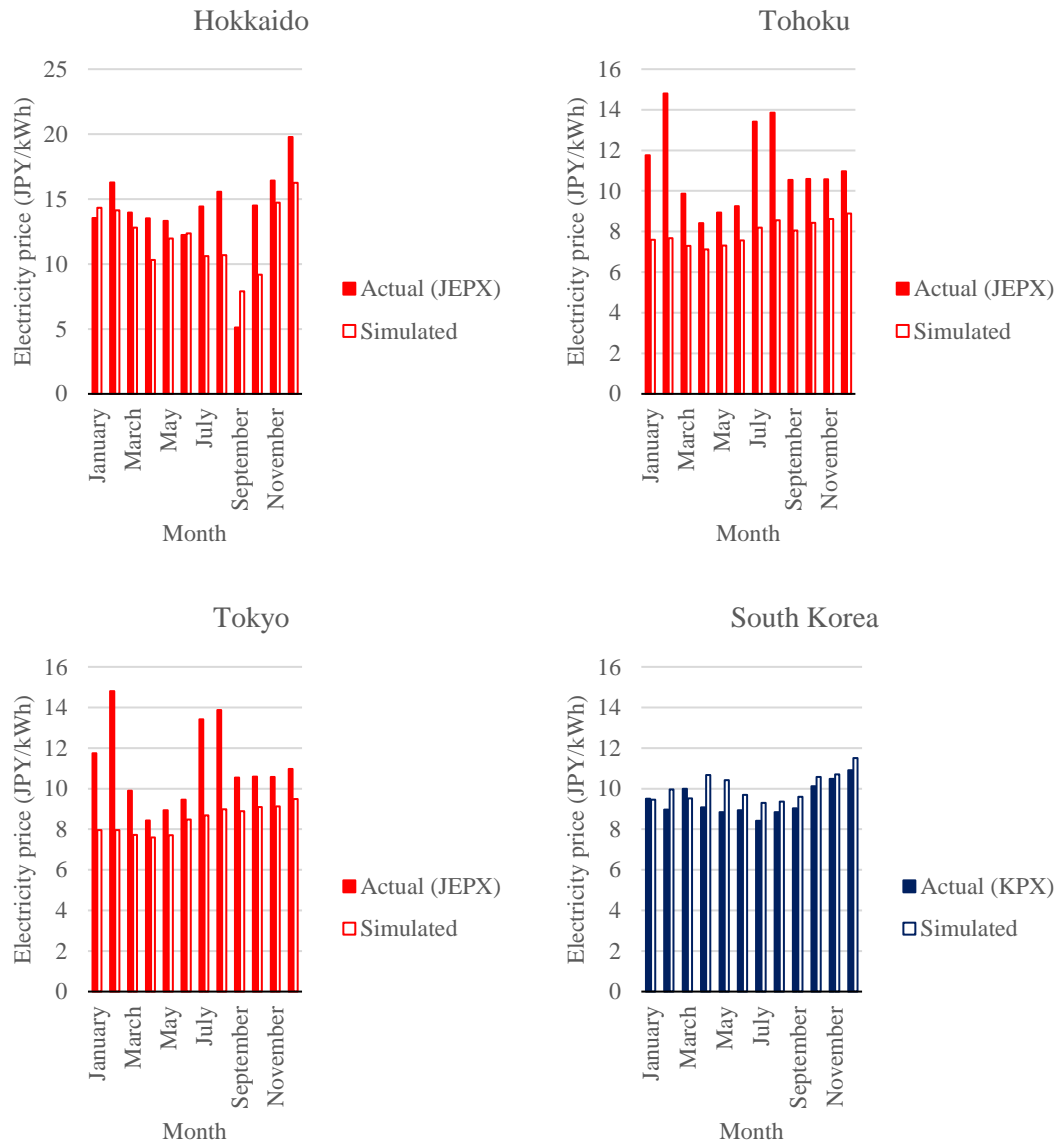 Hokkaido
Electricity price (JPY/kWh)
25
20
15
10
5
0
January
March
May
July
September
November
Month
Actual (JEPX)
Simulated
Tohoku
Electricity price (JPY/kWh)
16
14
12
10
8
6
4
2
0
January
March
May
July
September
November
Month
Actual (JEPX)
Simulated
Tokyo
Electricity price (JPY/kWh)
16
14
12
10
8
6
4
2
0
January
March
May
July
September
November
Month
Actual (JEPX)
Simulated
South Korea
Electricity price (JPY/kWh)
16
14
12
10
8
6
4
2
0
January
March
May
July
September
November
Month
Actual (KPX)
Simulated